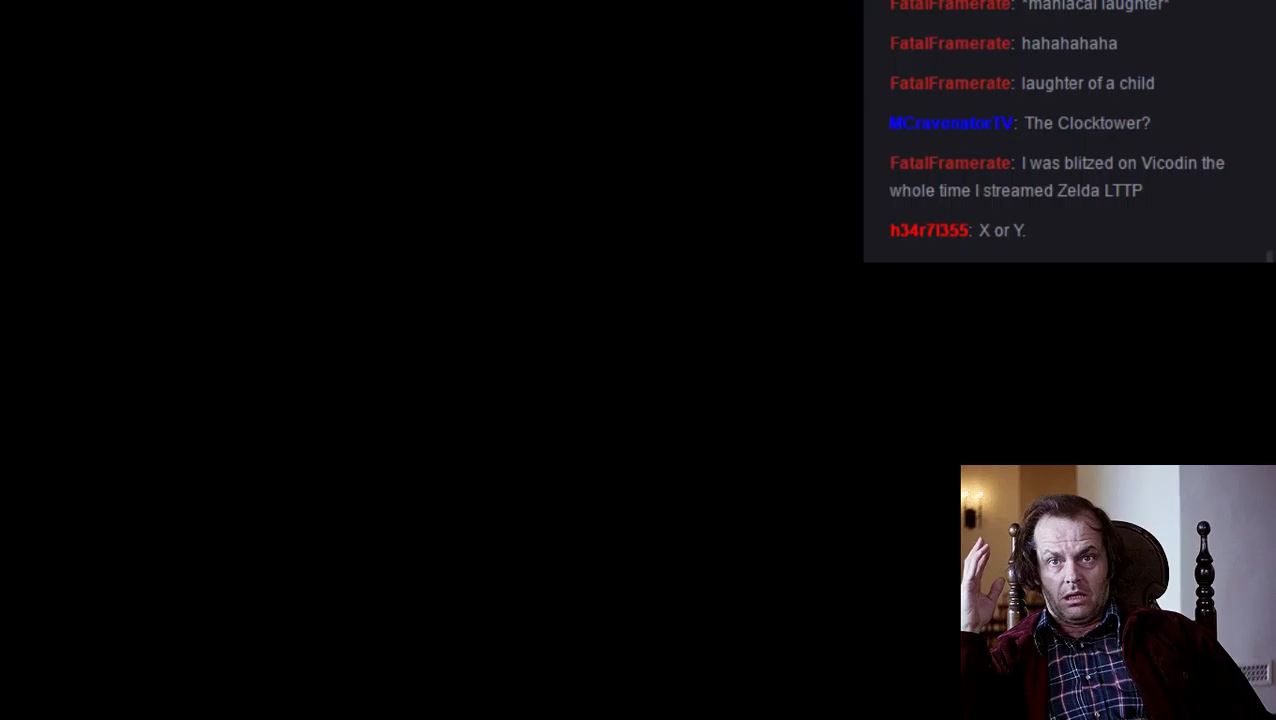 FatalFramerate: *maniacal laughter*
FatalFramerate: hahahahaha
FatalFramerate: laughter of a child
MCravenatorTV: The Clocktower?
FatalFramerate: I was blitzed on Vicodin the
whole time I streamed Zelda LTTP
h34r7l355: X or Y.